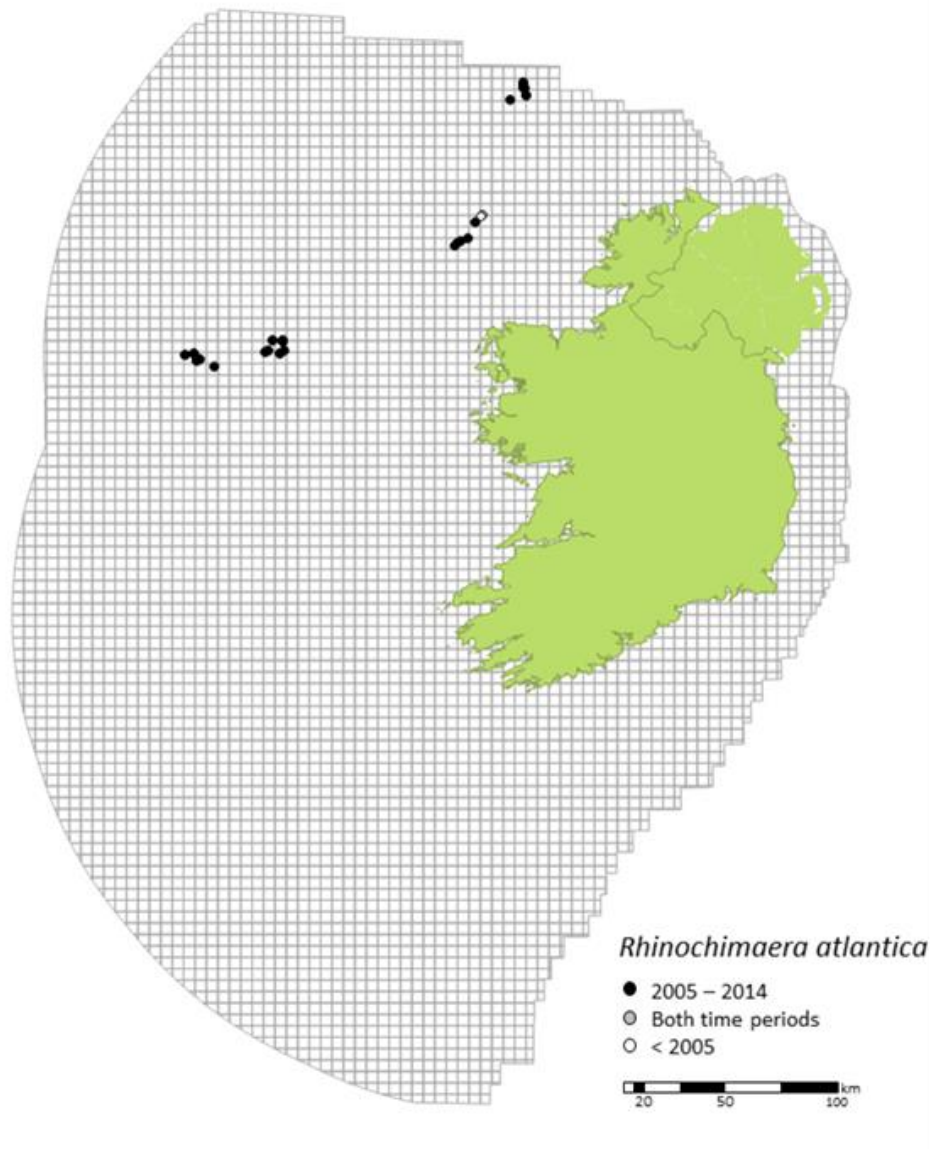 Rhinochimaera atlantica
2005 – 2014
Both time periods
< 2005
km
20 50 100